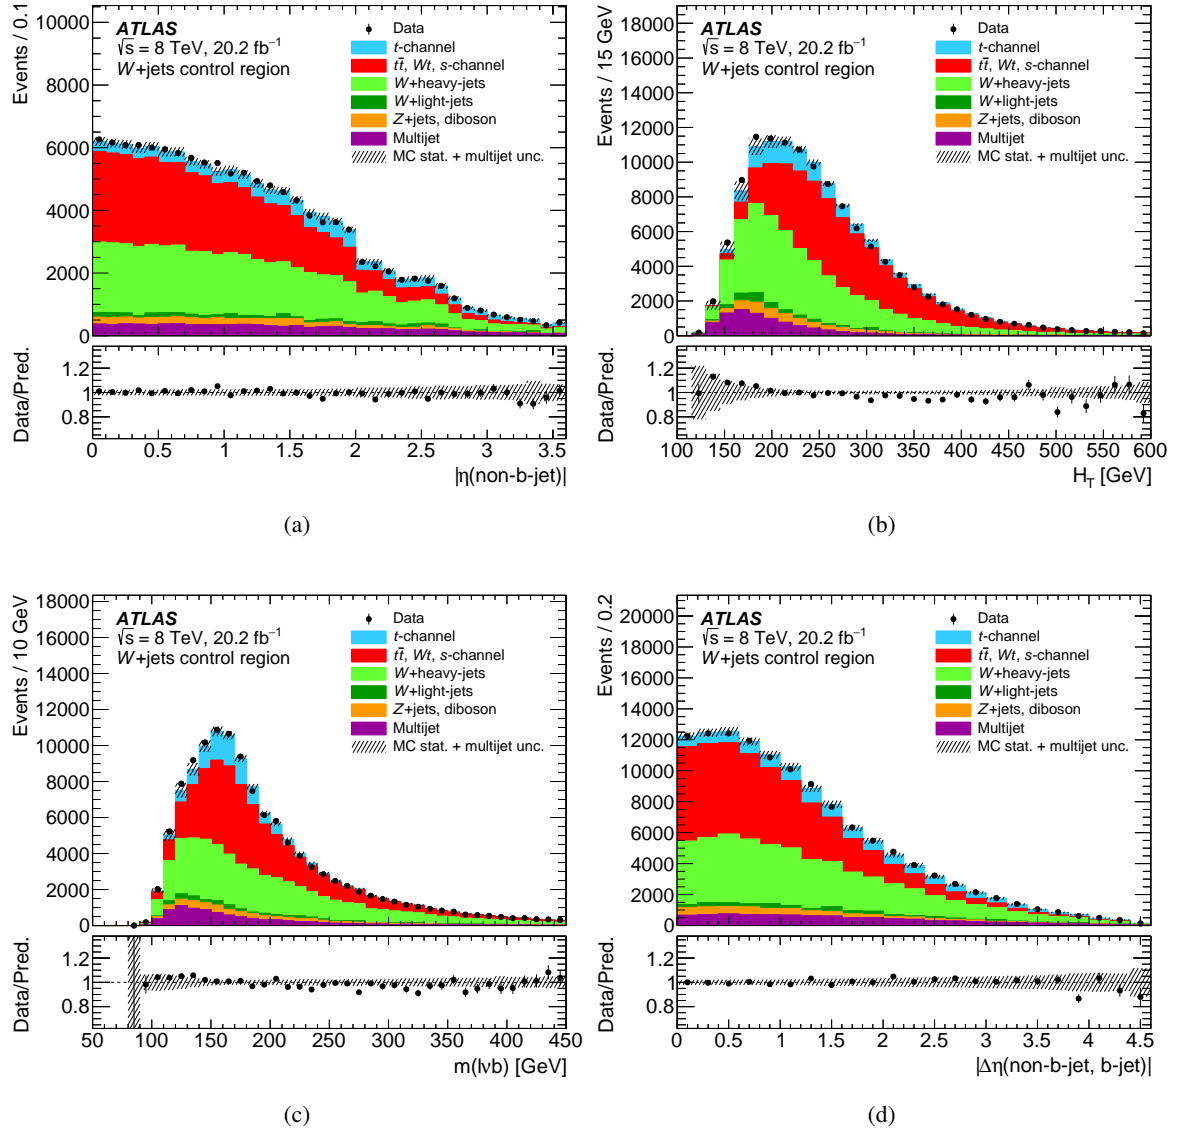 Events / 0.1
10000
8000
6000
4000
2000
0
ATLAS
√s = 8 TeV, 20.2 fb⁻¹
W+jets control region
Data
t-channel
tt̄, Wt, s-channel
W+heavy-jets
W+light-jets
Z+jets, diboson
Multijet
MC stat. + multijet unc.
Data/Pred.
1.2
1
0.8
0 0.5 1 1.5 2 2.5 3 3.5
|η(non-b-jet)|
(a)
Events / 15 GeV
18000
16000
14000
12000
10000
8000
6000
4000
2000
0
ATLAS
√s = 8 TeV, 20.2 fb⁻¹
W+jets control region
Data
t-channel
tt̄, Wt, s-channel
W+heavy-jets
W+light-jets
Z+jets, diboson
Multijet
MC stat. + multijet unc.
Data/Pred.
1.2
1
0.8
100 150 200 250 300 350 400 450 500 550 600
H_T [GeV]
(b)
Events / 10 GeV
18000
16000
14000
12000
10000
8000
6000
4000
2000
0
ATLAS
√s = 8 TeV, 20.2 fb⁻¹
W+jets control region
Data
t-channel
tt̄, Wt, s-channel
W+heavy-jets
W+light-jets
Z+jets, diboson
Multijet
MC stat. + multijet unc.
Data/Pred.
1.2
1
0.8
50 100 150 200 250 300 350 400 450
m(lνb) [GeV]
(c)
Events / 0.2
20000
18000
16000
14000
12000
10000
8000
6000
4000
2000
0
ATLAS
√s = 8 TeV, 20.2 fb⁻¹
W+jets control region
Data
t-channel
tt̄, Wt, s-channel
W+heavy-jets
W+light-jets
Z+jets, diboson
Multijet
MC stat. + multijet unc.
Data/Pred.
1.2
1
0.8
0 0.5 1 1.5 2 2.5 3 3.5 4 4.5
|Δη(non-b-jet, b-jet)|
(d)